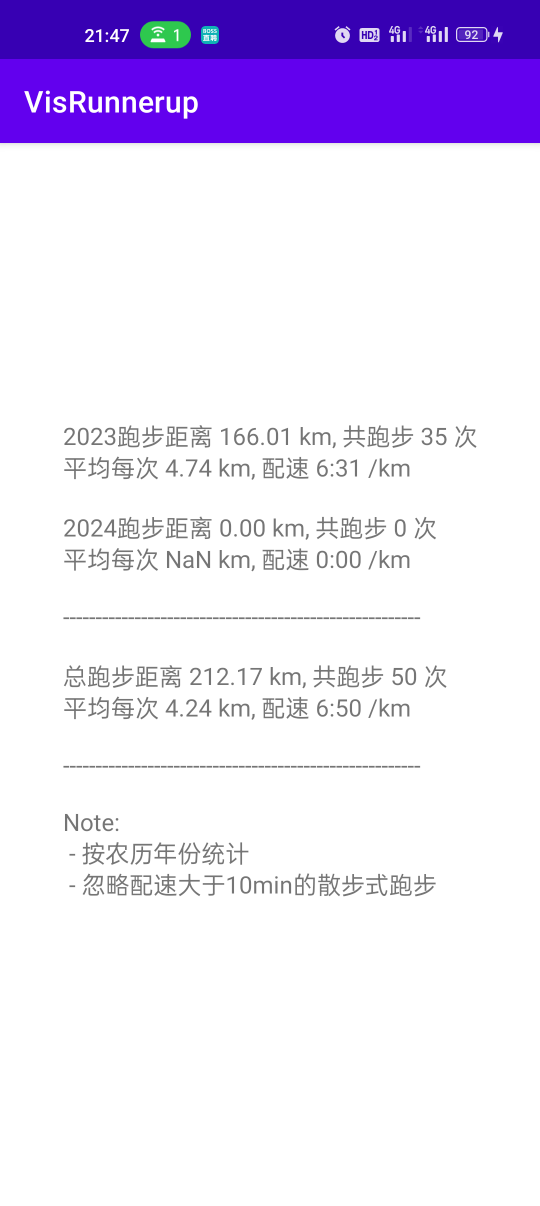 21:47 1 BOSS 直聘 HD 1 2 4G 4G 92
VisRunnerup
2023跑步距离 166.01 km, 共跑步 35 次
平均每次 4.74 km, 配速 6:31 /km
2024跑步距离 0.00 km, 共跑步 0 次
平均每次 NaN km, 配速 0:00 /km
-------------------------------------------------------
总跑步距离 212.17 km, 共跑步 50 次
平均每次 4.24 km, 配速 6:50 /km
-------------------------------------------------------
Note:
- 按农历年份统计
- 忽略配速大于10min的散步式跑步